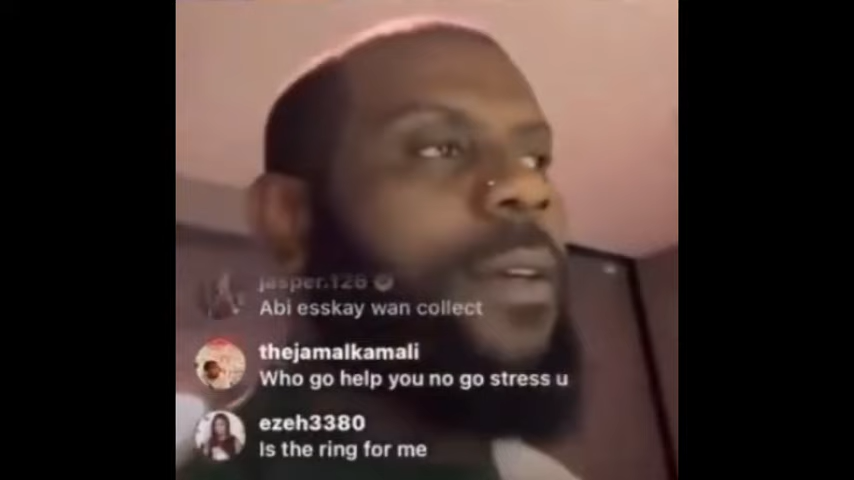 jasper.126
Abi esskay wan collect
thejamalkamali
Who go help you no go stress u
ezeh3380
Is the ring for me